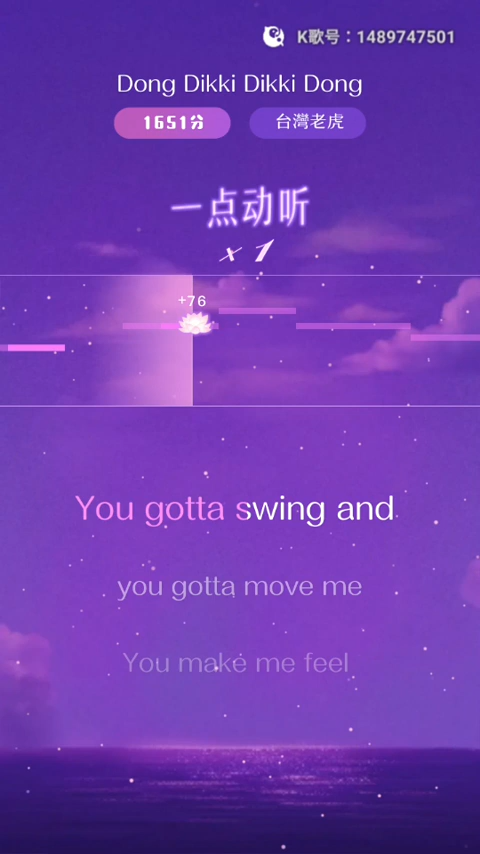 K歌号：1489747501
Dong Dikki Dikki Dong
1651分 台灣老虎
一点动听
x 1
+76
You gotta swing and
you gotta move me
You make me feel